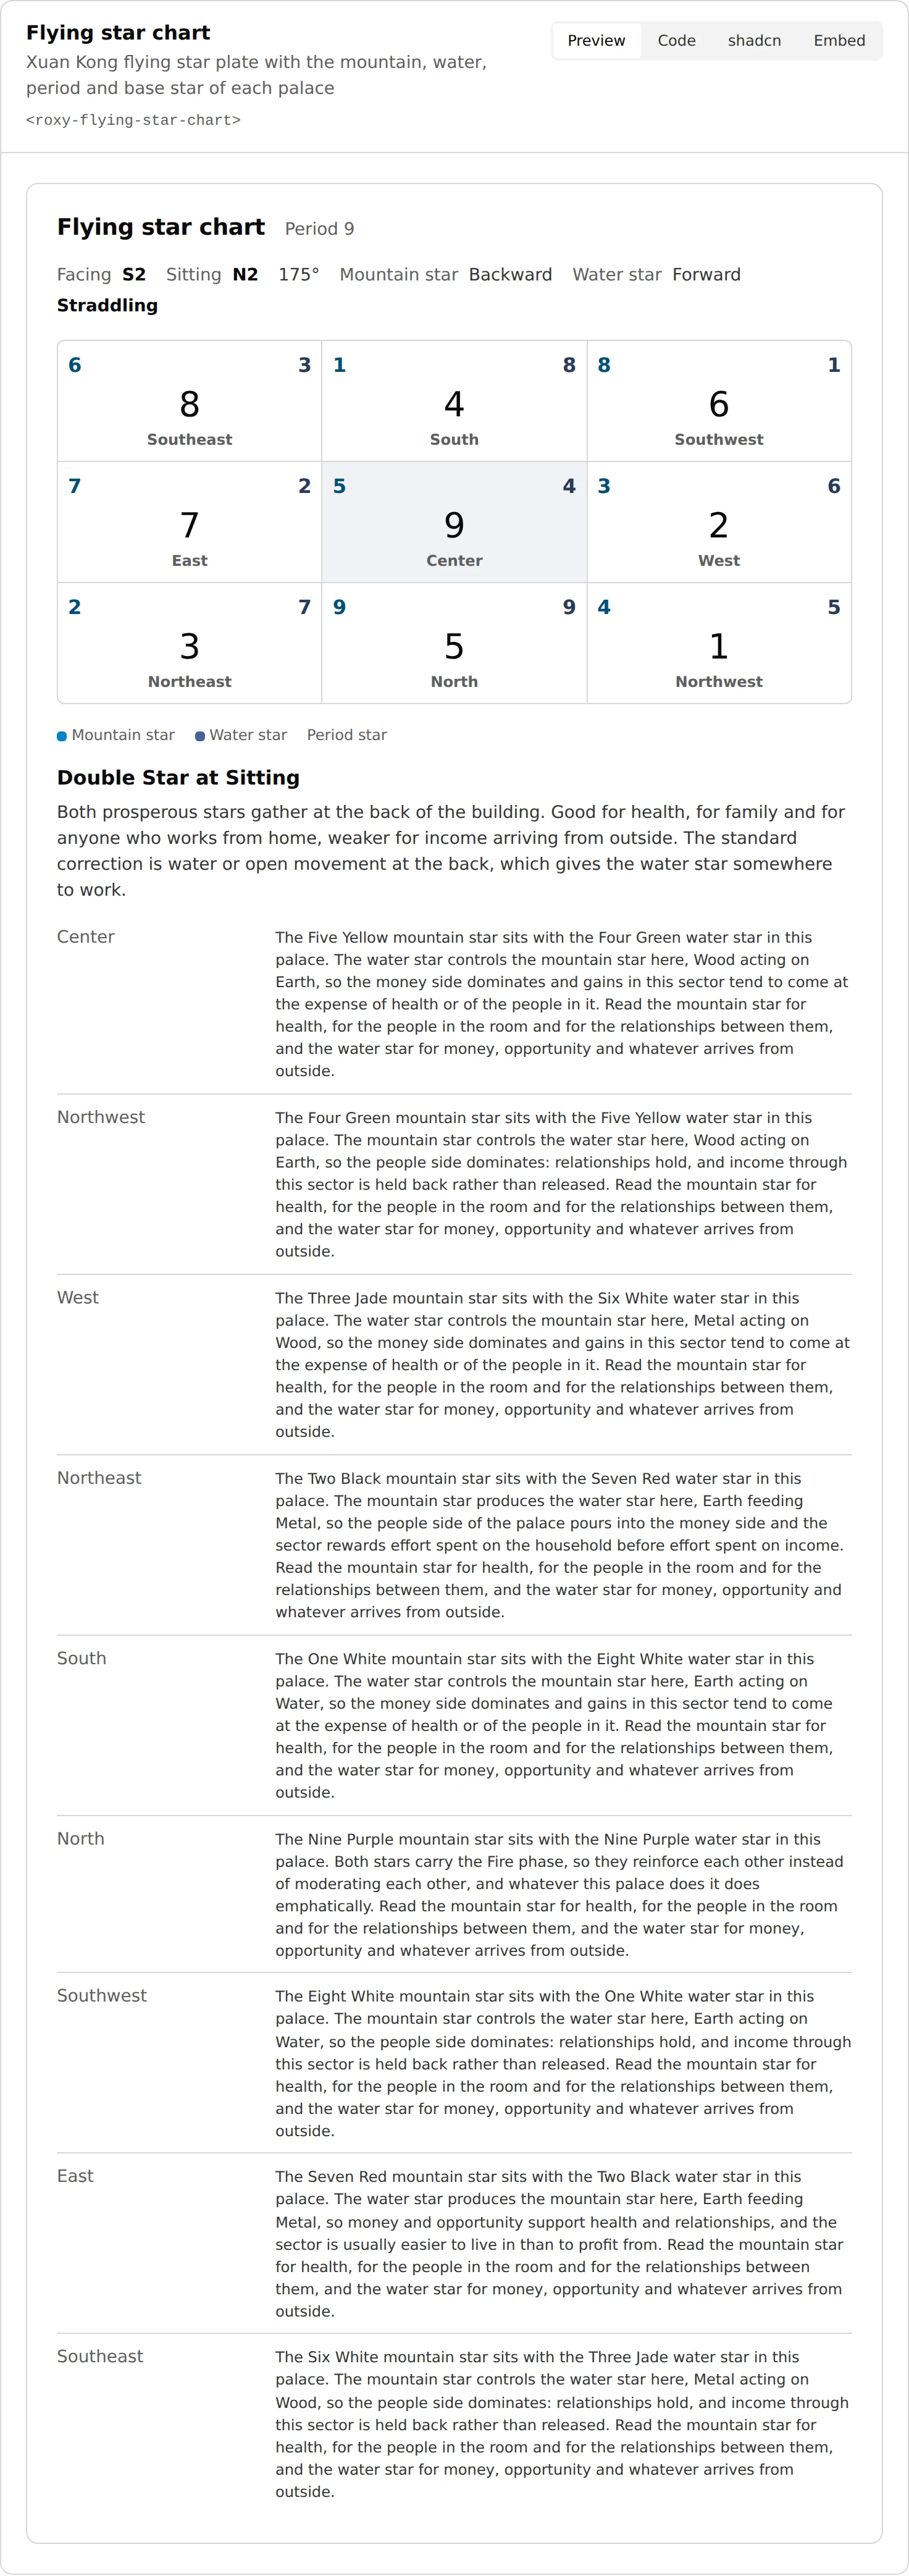 Flying star chart
Xuan Kong flying star plate with the mountain, water,
period and base star of each palace
<roxy-flying-star-chart>
Preview Code shadcn Embed
Flying star chart Period 9
Facing S2 Sitting N2 175° Mountain star Backward Water star Forward
Straddling
6 3 1 8 8 1
8 4 6
Southeast South Southwest
7 2 5 4 3 6
7 9 2
East Center West
2 7 9 9 4 5
3 5 1
Northeast North Northwest
Mountain star Water star Period star
Double Star at Sitting
Both prosperous stars gather at the back of the building. Good for health, for family and for
anyone who works from home, weaker for income arriving from outside. The standard
correction is water or open movement at the back, which gives the water star somewhere
to work.
Center
The Five Yellow mountain star sits with the Four Green water star in this
palace. The water star controls the mountain star here, Wood acting on
Earth, so the money side dominates and gains in this sector tend to come at
the expense of health or of the people in it. Read the mountain star for
health, for the people in the room and for the relationships between them,
and the water star for money, opportunity and whatever arrives from
outside.
Northwest
The Four Green mountain star sits with the Five Yellow water star in this
palace. The mountain star controls the water star here, Wood acting on
Earth, so the people side dominates: relationships hold, and income through
this sector is held back rather than released. Read the mountain star for
health, for the people in the room and for the relationships between them,
and the water star for money, opportunity and whatever arrives from
outside.
West
The Three Jade mountain star sits with the Six White water star in this
palace. The water star controls the mountain star here, Metal acting on
Wood, so the money side dominates and gains in this sector tend to come at
the expense of health or of the people in it. Read the mountain star for
health, for the people in the room and for the relationships between them,
and the water star for money, opportunity and whatever arrives from
outside.
Northeast
The Two Black mountain star sits with the Seven Red water star in this
palace. The mountain star produces the water star here, Earth feeding
Metal, so the people side of the palace pours into the money side and the
sector rewards effort spent on the household before effort spent on income.
Read the mountain star for health, for the people in the room and for the
relationships between them, and the water star for money, opportunity and
whatever arrives from outside.
South
The One White mountain star sits with the Eight White water star in this
palace. The water star controls the mountain star here, Earth acting on
Water, so the money side dominates and gains in this sector tend to come
at the expense of health or of the people in it. Read the mountain star for
health, for the people in the room and for the relationships between them,
and the water star for money, opportunity and whatever arrives from
outside.
North
The Nine Purple mountain star sits with the Nine Purple water star in this
palace. Both stars carry the Fire phase, so they reinforce each other instead
of moderating each other, and whatever this palace does it does
emphatically. Read the mountain star for health, for the people in the room
and for the relationships between them, and the water star for money,
opportunity and whatever arrives from outside.
Southwest
The Eight White mountain star sits with the One White water star in this
palace. The mountain star controls the water star here, Earth acting on
Water, so the people side dominates: relationships hold, and income through
this sector is held back rather than released. Read the mountain star for
health, for the people in the room and for the relationships between them,
and the water star for money, opportunity and whatever arrives from
outside.
East
The Seven Red mountain star sits with the Two Black water star in this
palace. The water star produces the mountain star here, Earth feeding
Metal, so money and opportunity support health and relationships, and the
sector is usually easier to live in than to profit from. Read the mountain star
for health, for the people in the room and for the relationships between
them, and the water star for money, opportunity and whatever arrives from
outside.
Southeast
The Six White mountain star sits with the Three Jade water star in this
palace. The mountain star controls the water star here, Metal acting on
Wood, so the people side dominates: relationships hold, and income through
this sector is held back rather than released. Read the mountain star for
health, for the people in the room and for the relationships between them,
and the water star for money, opportunity and whatever arrives from
outside.